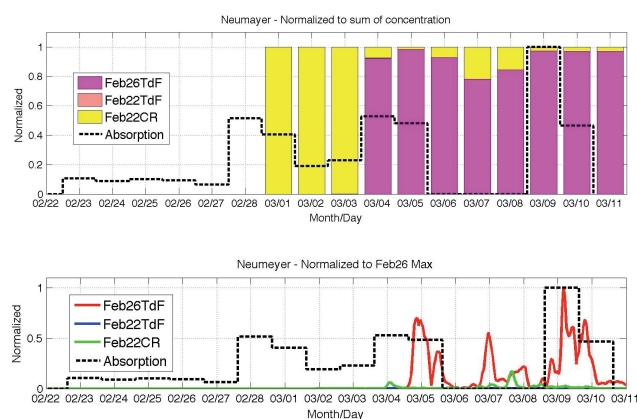 Neumayer - Normalized to sum of concentration
Normalized
1
0.8
0.6
0.4
0.2
0
Feb26TdF
Feb22TdF
Feb22CR
Absorption
02/22 02/23 02/24 02/25 02/26 02/27 02/28 03/01 03/02 03/03 03/04 03/05 03/06 03/07 03/08 03/09 03/10 03/11
Month/Day
Neumeyer - Normalized to Feb26 Max
Normalized
1
0.5
0
Feb26TdF
Feb22TdF
Feb22CR
Absorption
02/22 02/23 02/24 02/25 02/26 02/27 02/28 03/01 03/02 03/03 03/04 03/05 03/06 03/07 03/08 03/09 03/10 03/11
Month/Day